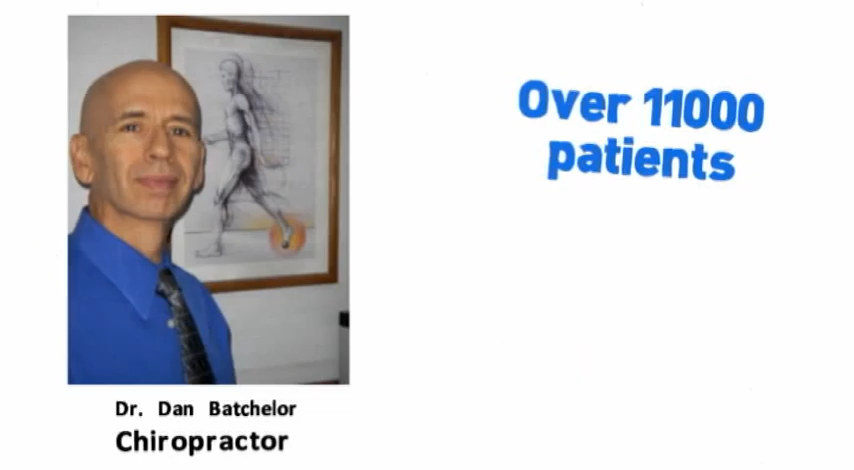 Over 11000
patients
Dr. Dan Batchelor
Chiropractor